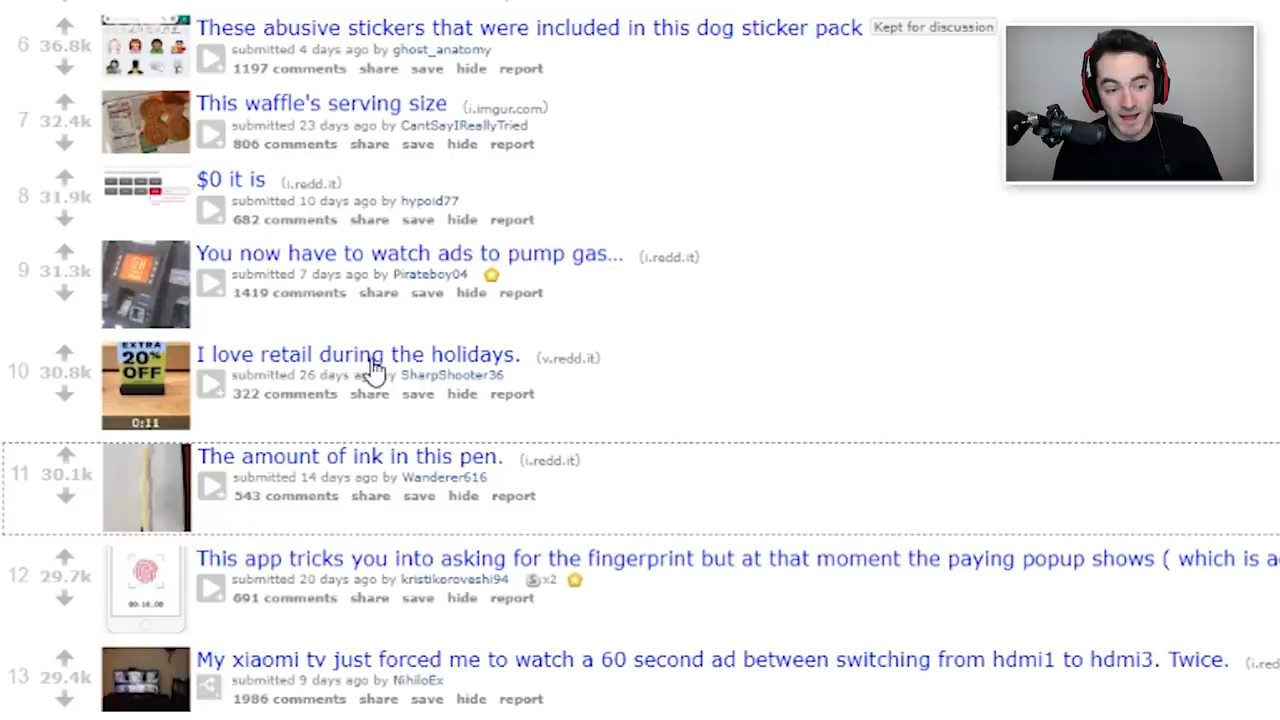 These abusive stickers that were included in this dog sticker pack Kept for discussion
6 36.8k
submitted 4 days ago by ghost_anatomy
1197 comments share save hide report
This waffle's serving size (i.imgur.com)
7 32.4k
submitted 23 days ago by CantSayIReallyTried
806 comments share save hide report
$0 it is (i.redd.it)
8 31.9k
submitted 10 days ago by hypoid77
682 comments share save hide report
You now have to watch ads to pump gas... (i.redd.it)
9 31.3k
submitted 7 days ago by Pirateboy04
1419 comments share save hide report
EXTRA
20%
OFF
0:11
I love retail during the holidays. (v.redd.it)
10 30.8k
submitted 26 days by SharpShooter36
322 comments share save hide report
The amount of ink in this pen. (i.redd.it)
11 30.1k
submitted 14 days ago by Wanderer616
543 comments share save hide report
This app tricks you into asking for the fingerprint but at that moment the paying popup shows ( which is a
12 29.7k
submitted 20 days ago by kristikoroveshi94 S x2
691 comments share save hide report
My xiaomi tv just forced me to watch a 60 second ad between switching from hdmi1 to hdmi3. Twice. (i.red
13 29.4k
submitted 9 days ago by NihiloEx
1986 comments share save hide report